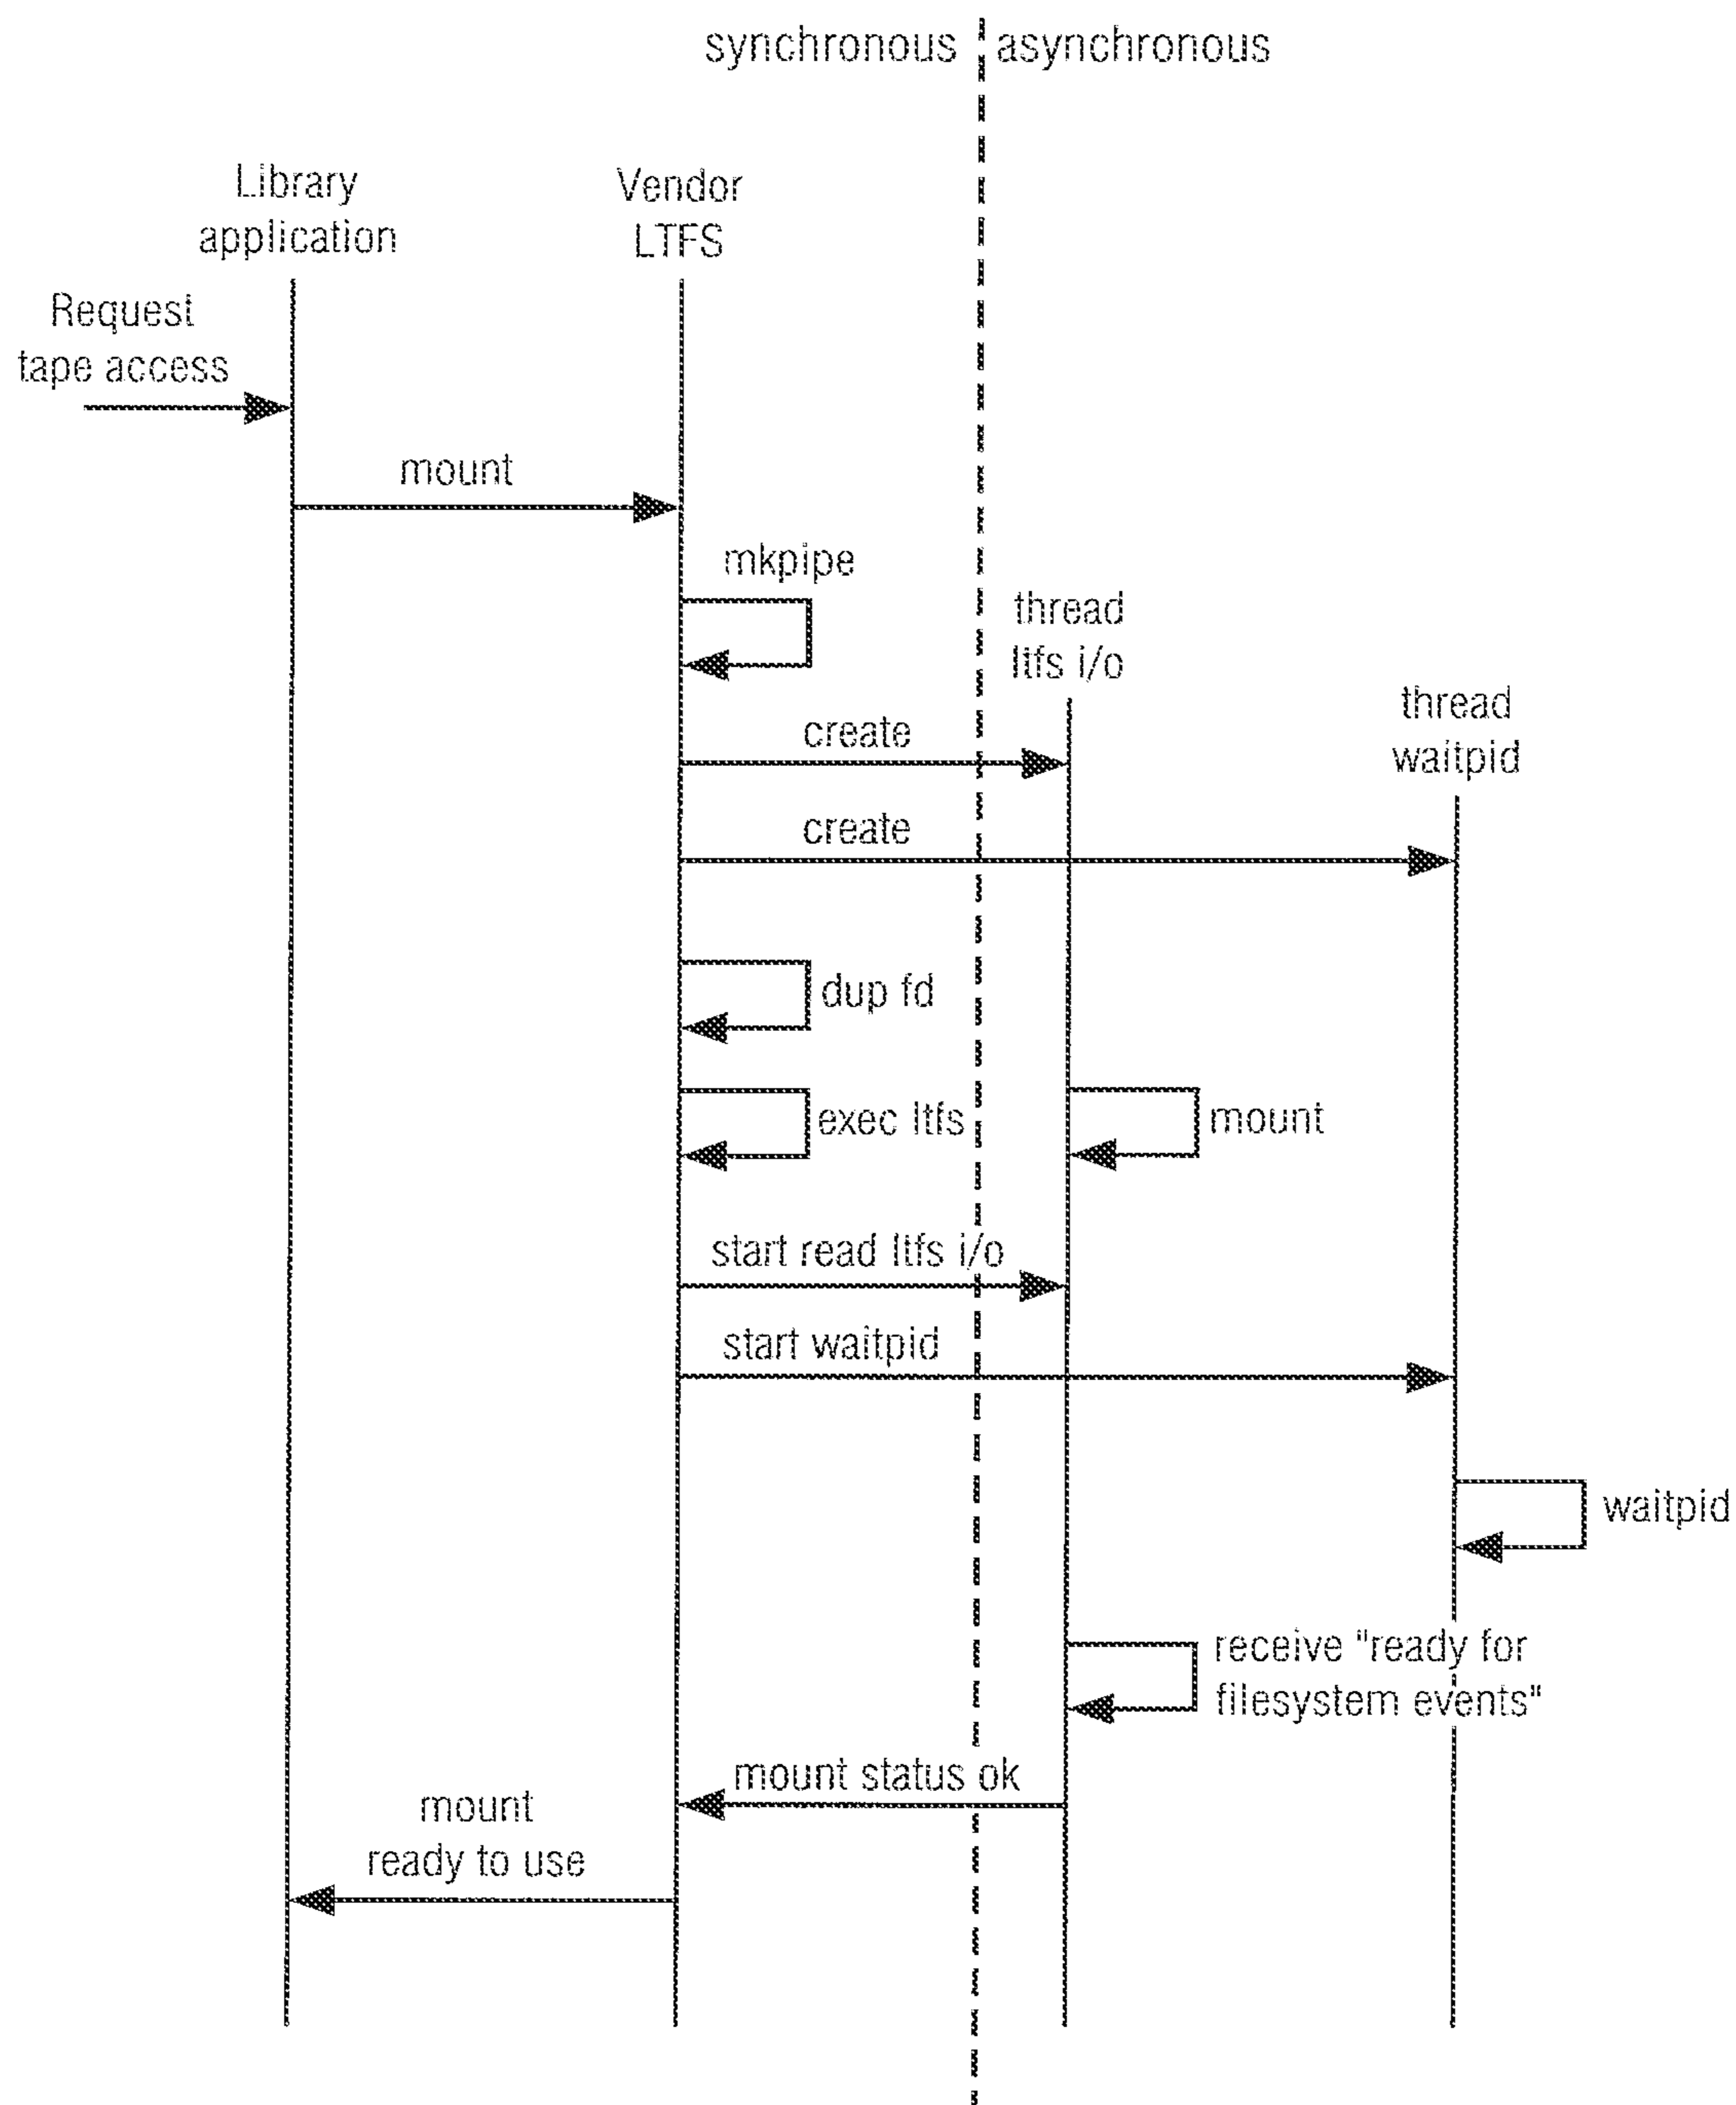 synchronous asynchronous
Library
application
Vendor
LTFS
Request
tape access
mount
mkpipe
thread
ltfs i/o
thread
waitpid
create
create
dup fd
exec ltfs
mount
start read ltfs i/o
start waitpid
waitpid
receive "ready for
filesystem events"
mount status ok
mount
ready to use